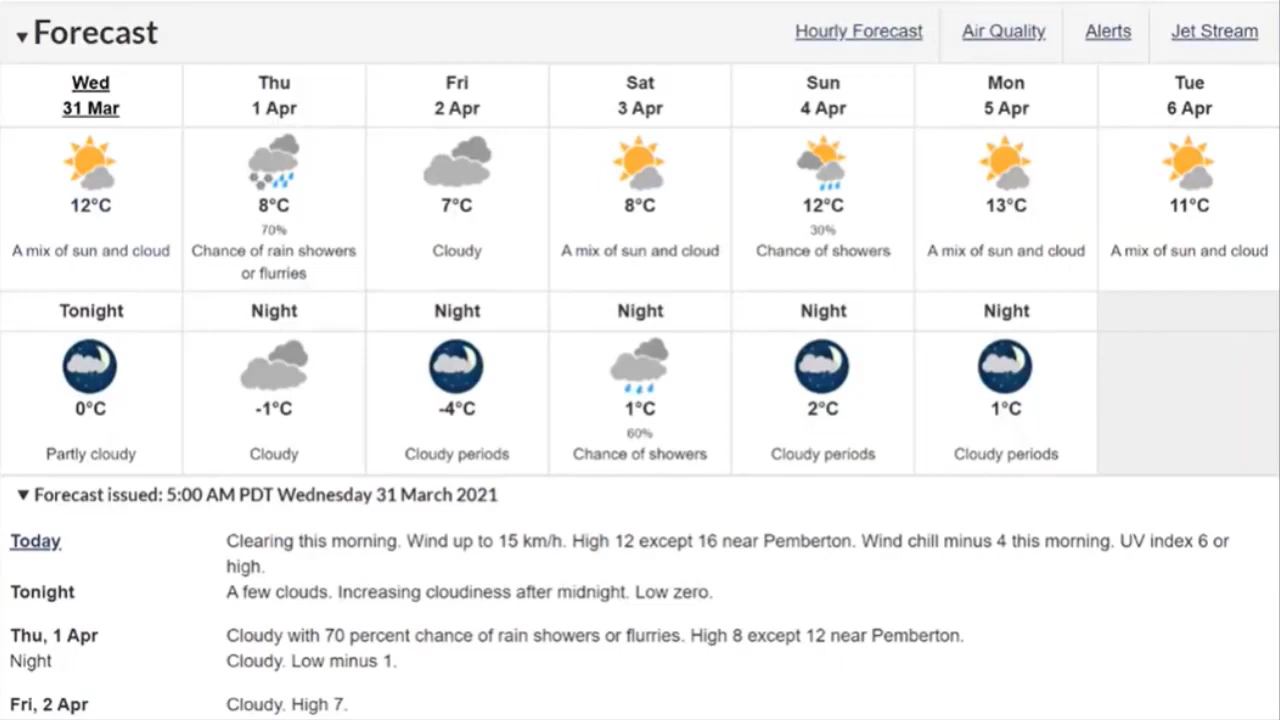 ▼Forecast
Hourly Forecast Air Quality Alerts Jet Stream
Wed Thu Fri Sat Sun Mon Tue
31 Mar 1 Apr 2 Apr 3 Apr 4 Apr 5 Apr 6 Apr
12°C 8°C 7°C 8°C 12°C 13°C 11°C
70% 30%
A mix of sun and cloud Chance of rain showers Cloudy A mix of sun and cloud Chance of showers A mix of sun and cloud A mix of sun and cloud
or flurries
Tonight Night Night Night Night Night
0°C -1°C -4°C 1°C 2°C 1°C
60%
Partly cloudy Cloudy Cloudy periods Chance of showers Cloudy periods Cloudy periods
▼ Forecast issued: 5:00 AM PDT Wednesday 31 March 2021
Today Clearing this morning. Wind up to 15 km/h. High 12 except 16 near Pemberton. Wind chill minus 4 this morning. UV index 6 or
high.
Tonight A few clouds. Increasing cloudiness after midnight. Low zero.
Thu, 1 Apr Cloudy with 70 percent chance of rain showers or flurries. High 8 except 12 near Pemberton.
Night Cloudy. Low minus 1.
Fri, 2 Apr Cloudy. High 7.